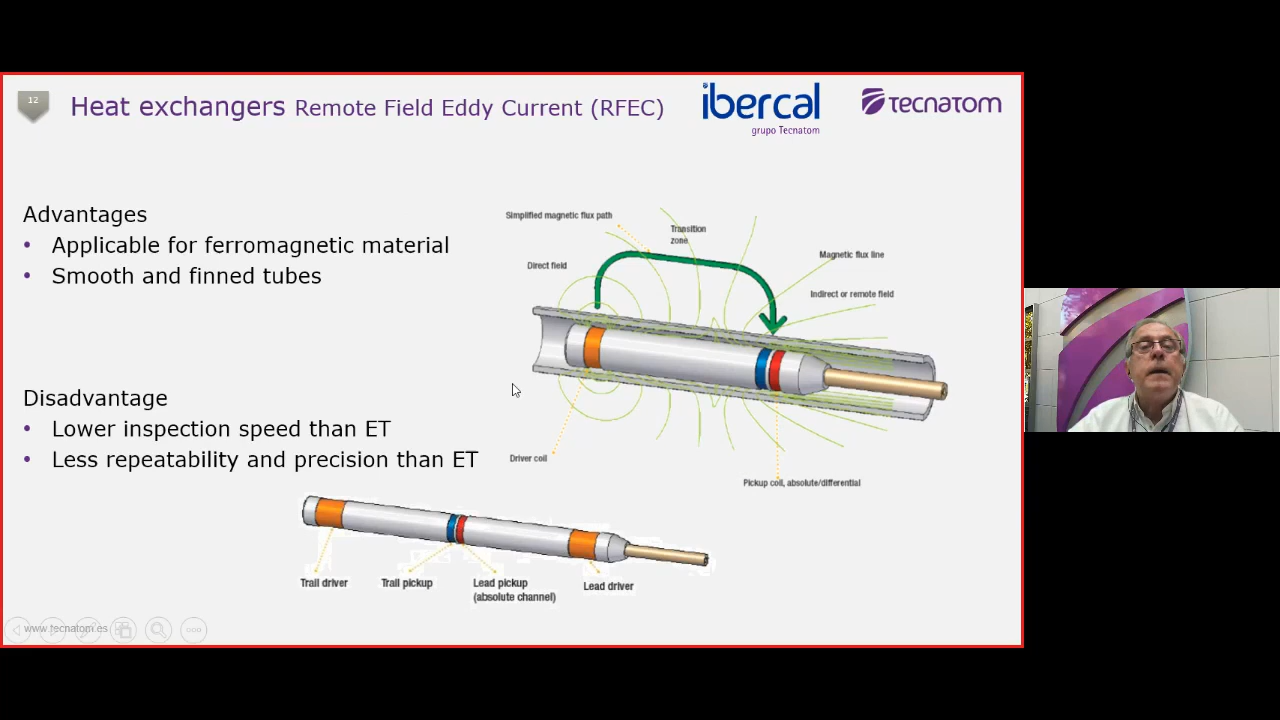 12
Heat exchangers Remote Field Eddy Current (RFEC)
ibercal
grupo Tecnatom
TECNATOM
Advantages
• Applicable for ferromagnetic material
• Smooth and finned tubes
Disadvantage
• Lower inspection speed than ET
• Less repeatability and precision than ET
Simplified magnetic flux path
Transition
zone
Direct field
Magnetic flux line
Indirect or remote field
Driver coil
Pickup coil, absolute/differential
Trail driver
Trail pickup
Lead pickup
(absolute channel)
Lead driver
www.tecnatom.es